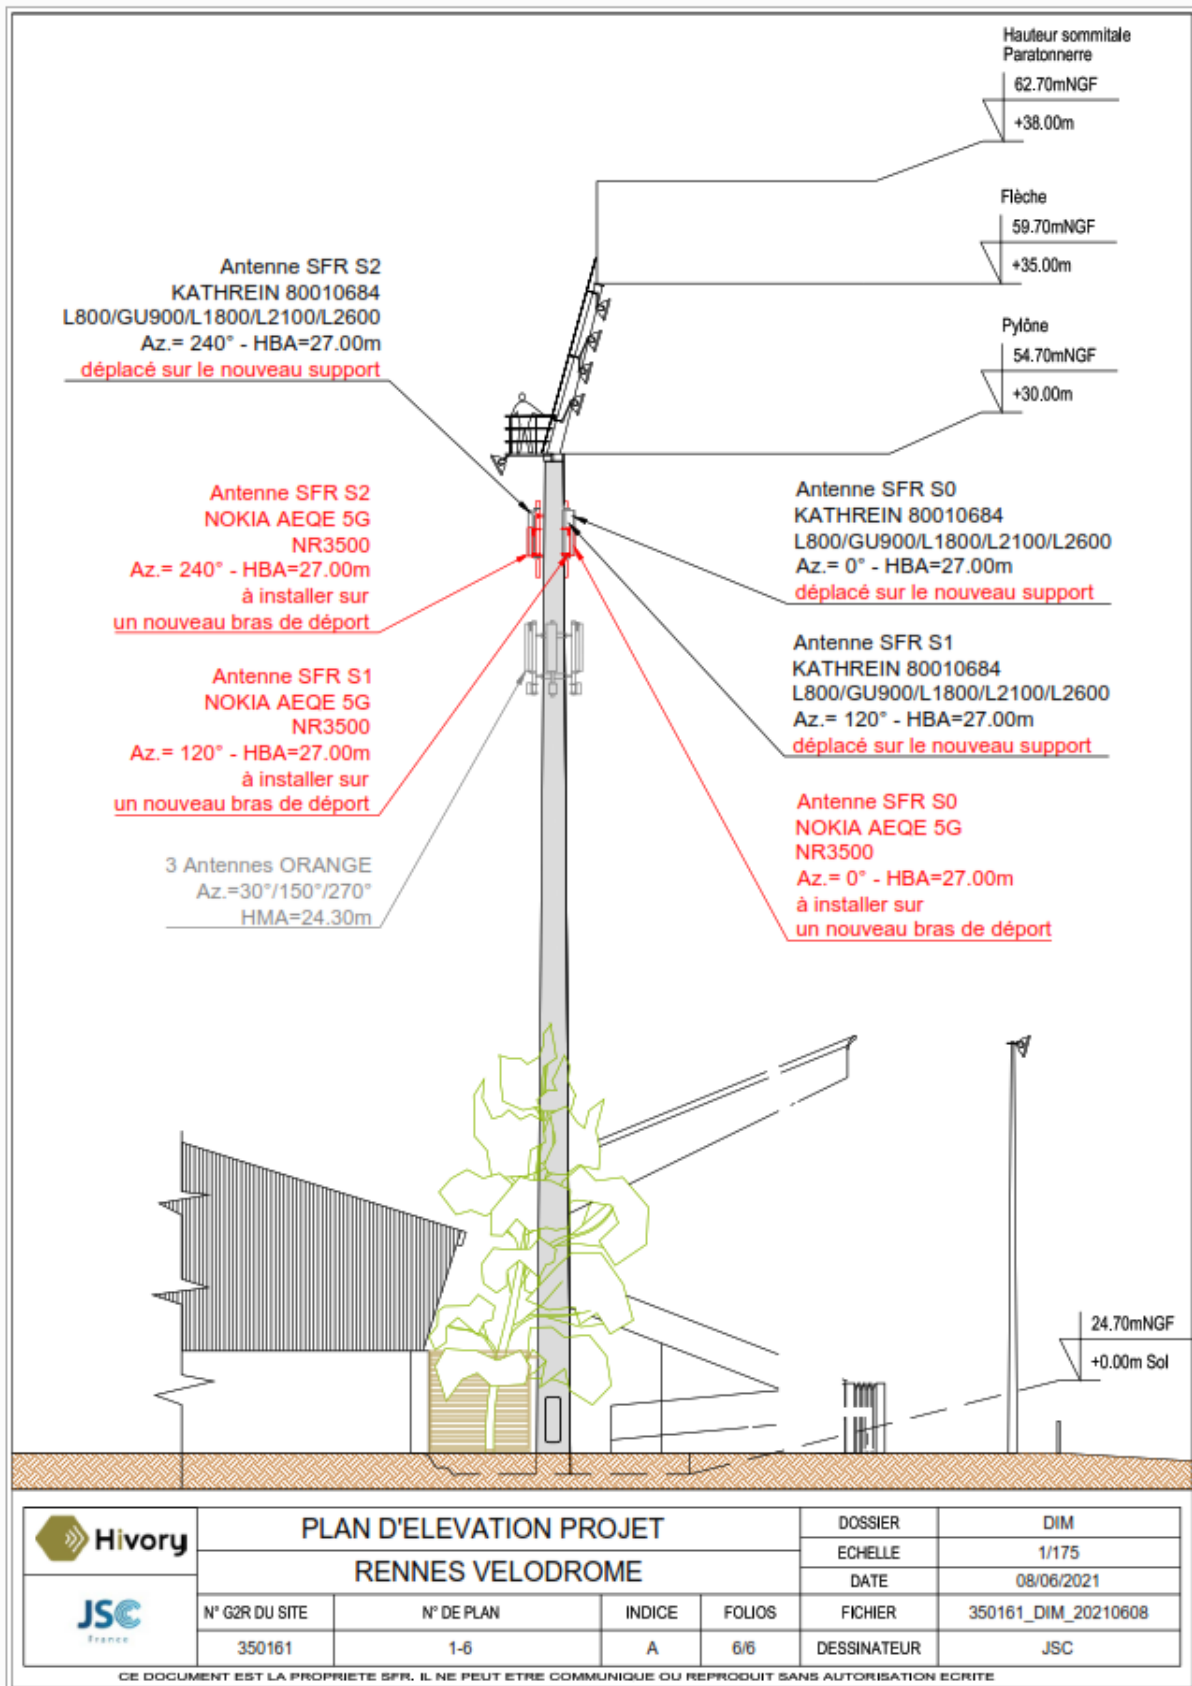 Hauteur sommitale
Paratonnerre
62.70mNGF
+38.00m
Flèche
59.70mNGF
+35.00m
Pylône
54.70mNGF
+30.00m
Antenne SFR S2
KATHREIN 80010684
L800/GU900/L1800/L2100/L2600
Az.= 240° - HBA=27.00m
déplacé sur le nouveau support
Antenne SFR S2
NOKIA AEQE 5G
NR3500
Az.= 240° - HBA=27.00m
à installer sur
un nouveau bras de déport
Antenne SFR S1
NOKIA AEQE 5G
NR3500
Az.= 120° - HBA=27.00m
à installer sur
un nouveau bras de déport
3 Antennes ORANGE
Az.=30°/150°/270°
HMA=24.30m
Antenne SFR S0
KATHREIN 80010684
L800/GU900/L1800/L2100/L2600
Az.= 0° - HBA=27.00m
déplacé sur le nouveau support
Antenne SFR S1
KATHREIN 80010684
L800/GU900/L1800/L2100/L2600
Az.= 120° - HBA=27.00m
déplacé sur le nouveau support
Antenne SFR S0
NOKIA AEQE 5G
NR3500
Az.= 0° - HBA=27.00m
à installer sur
un nouveau bras de déport
24.70mNGF
+0.00m Sol
Hivory
JSC
France
PLAN D'ELEVATION PROJET
RENNES VELODROME
N° G2R DU SITE N° DE PLAN INDICE FOLIOS
350161 1-6 A 6/6
DOSSIER DIM
ECHELLE 1/175
DATE 08/06/2021
FICHIER 350161_DIM_20210608
DESSINATEUR JSC
CE DOCUMENT EST LA PROPRIETE SFR. IL NE PEUT ETRE COMMUNIQUE OU REPRODUIT SANS AUTORISATION ECRITE